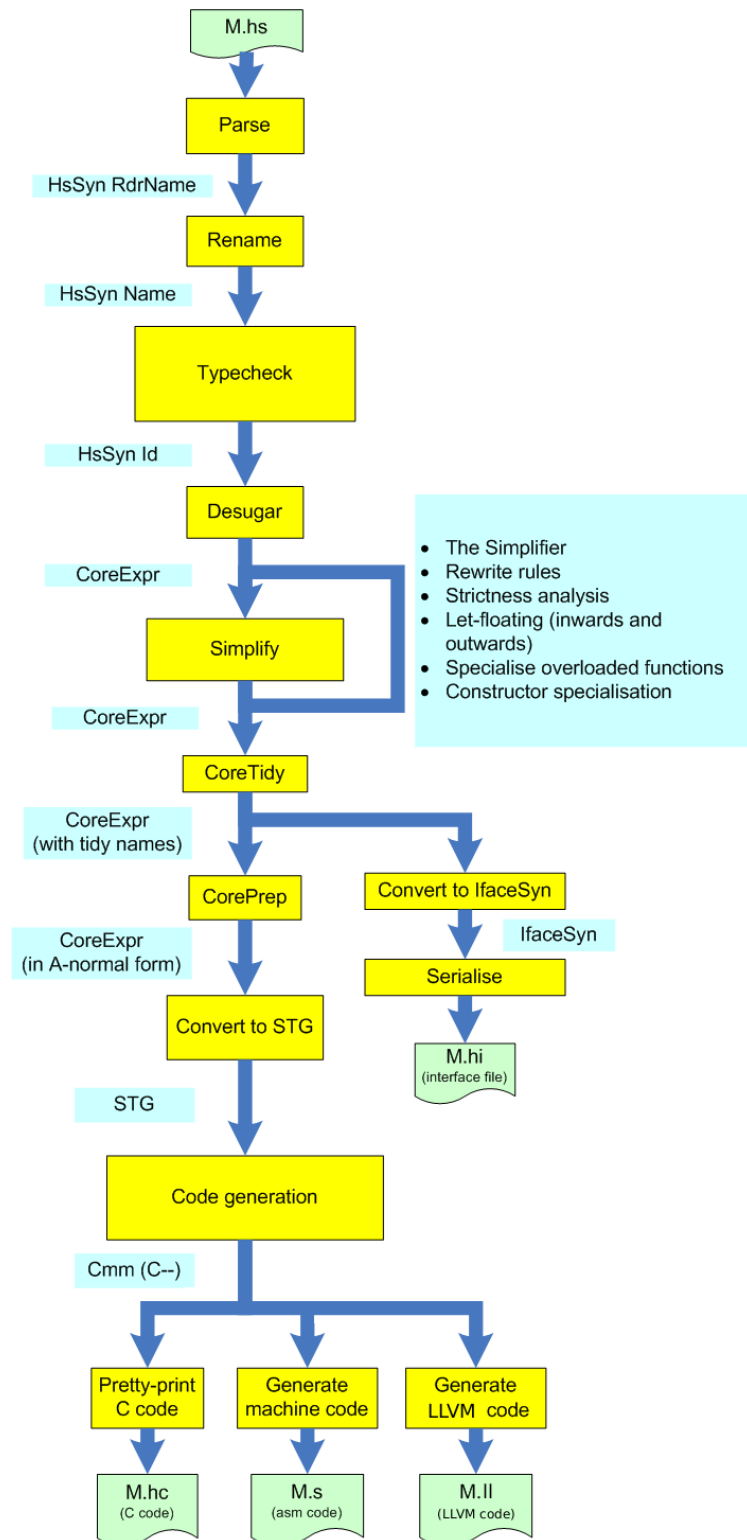 M.hs
Parse
HsSyn RdrName
Rename
HsSyn Name
Typecheck
HsSyn Id
Desugar
CoreExpr
Simplify
• The Simplifier
• Rewrite rules
• Strictness analysis
• Let-floating (inwards and
outwards)
• Specialise overloaded functions
• Constructor specialisation
CoreExpr
CoreTidy
CoreExpr
(with tidy names)
CorePrep
Convert to IfaceSyn
CoreExpr
(in A-normal form)
IfaceSyn
Serialise
Convert to STG
M.hi
(interface file)
STG
Code generation
Cmm (C--)
Pretty-print
C code
Generate
machine code
Generate
LLVM code
M.hc
(C code)
M.s
(asm code)
M.ll
(LLVM code)